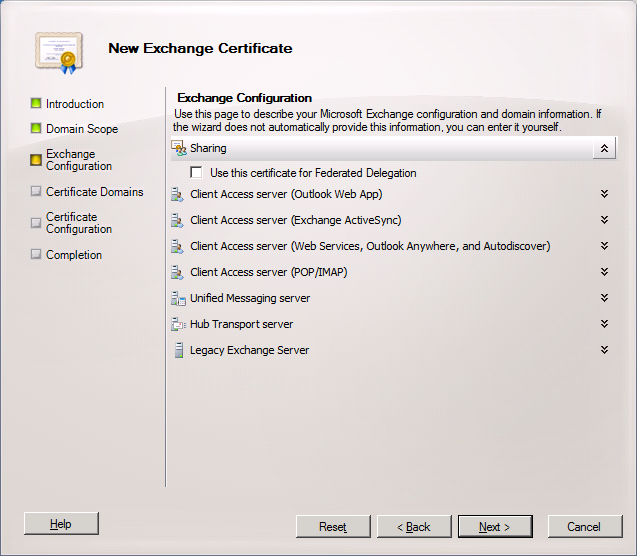 New Exchange Certificate
Introduction
Domain Scope
Exchange
Configuration
Certificate Domains
Certificate
Configuration
Completion
Exchange Configuration
Use this page to describe your Microsoft Exchange configuration and domain information. If
the wizard does not automatically provide this information, you can enter it yourself.
Sharing
Use this certificate for Federated Delegation
Client Access server (Outlook Web App)
Client Access server (Exchange ActiveSync)
Client Access server (Web Services, Outlook Anywhere, and Autodiscover)
Client Access server (POP/IMAP)
Unified Messaging server
Hub Transport server
Legacy Exchange Server
Help
Reset
< Back
Next >
Cancel